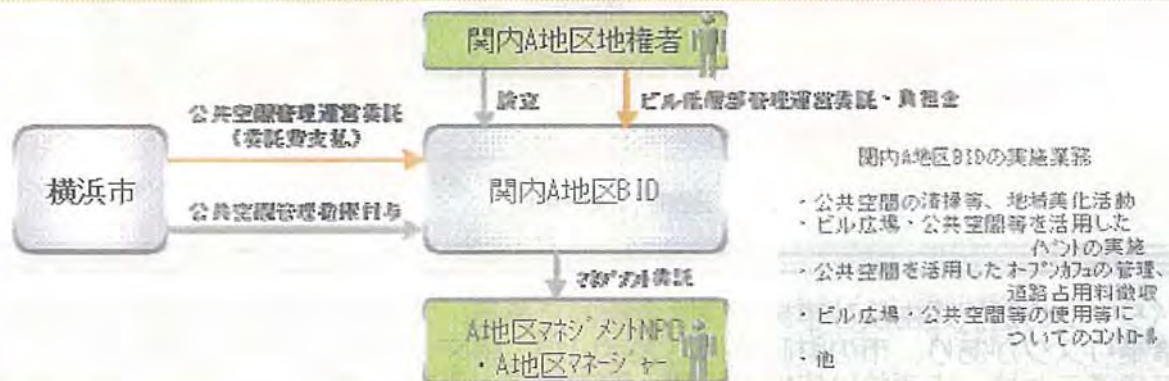 関内A地区地権者
設立
ビル低層部管理運営委託・負担金
公共空間管理運営委託
(委託費支払)
横浜市
関内A地区BID
公共空間管理権限付与
マネジメント委託
A地区マネジメントNPO
・A地区マネージャー
関内A地区BIDの実施業務
・公共空間の清掃等、地域美化活動
・ビル広場・公共空間等を活用した
イベントの実施
・公共空間を活用したオープンカフェの管理、
道路占用料徴収
・ビル広場・公共空間等の使用等に
ついてのコントロール
・他